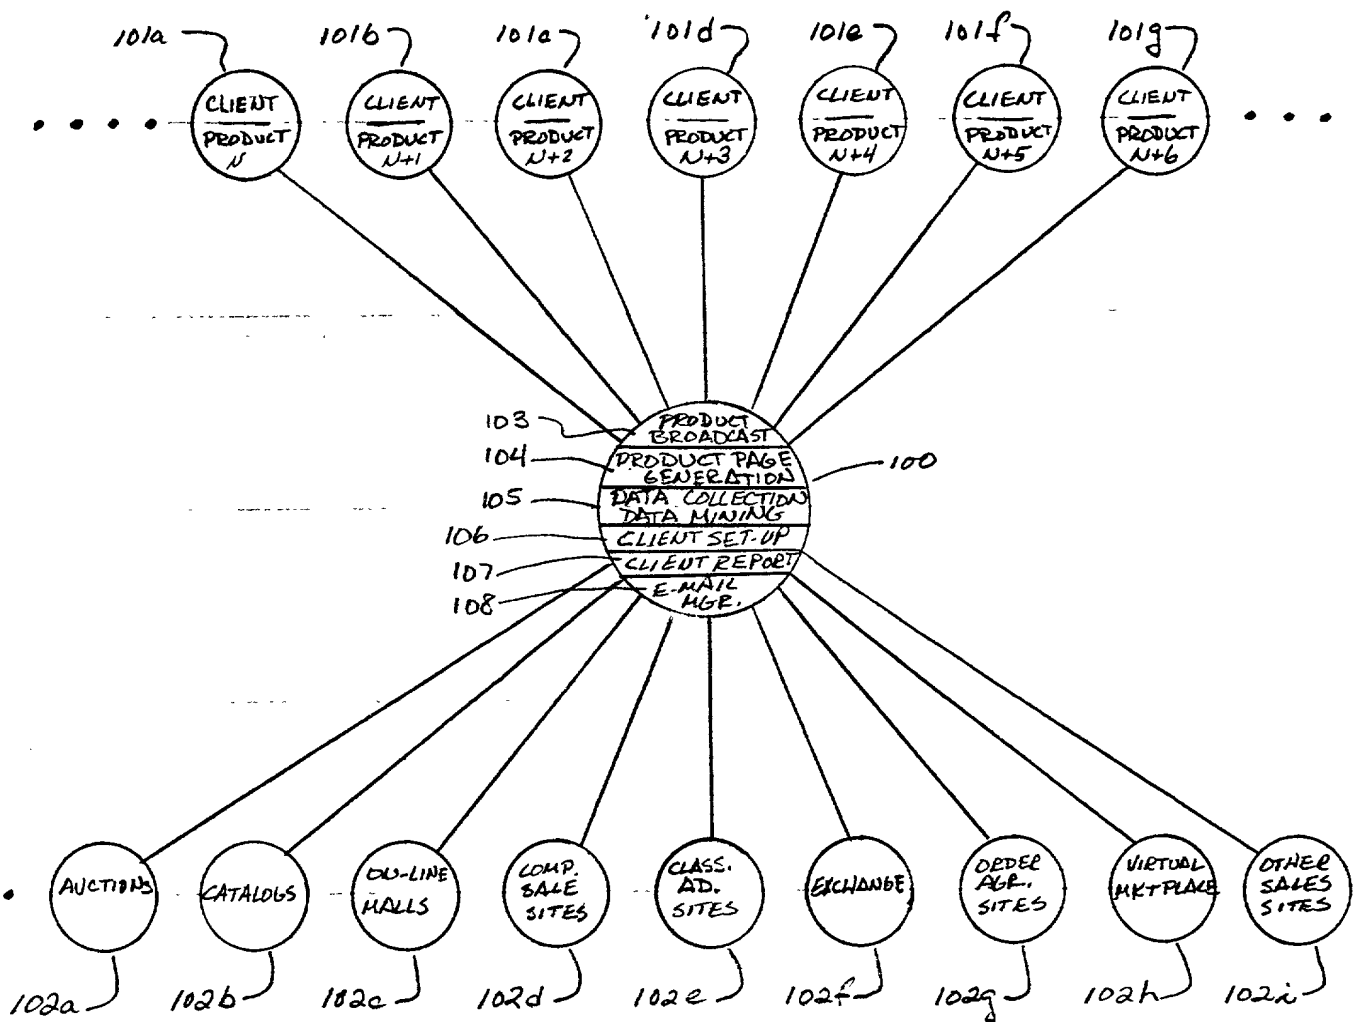 101a 101b 101c 101d 101e 101f 101g
CLIENT
PRODUCT
N
CLIENT
PRODUCT
N+1
CLIENT
PRODUCT
N+2
CLIENT
PRODUCT
N+3
CLIENT
PRODUCT
N+4
CLIENT
PRODUCT
N+5
CLIENT
PRODUCT
N+6
103
PRODUCT
BROADCAST
104
PRODUCT PAGE
GENERATION
100
105
DATA COLLECTION
DATA MINING
106
CLIENT SET-UP
107
CLIENT REPORT
108
E-MAIL
MGR.
AUCTIONS
CATALOGS
ON-LINE
MALLS
COMP.
SALE
SITES
CLASS.
AD.
SITES
EXCHANGE
ORDER
AGR.
SITES
VIRTUAL
MKTPLACE
OTHER
SALES
SITES
102a 102b 102c 102d 102e 102f 102g 102h 102i